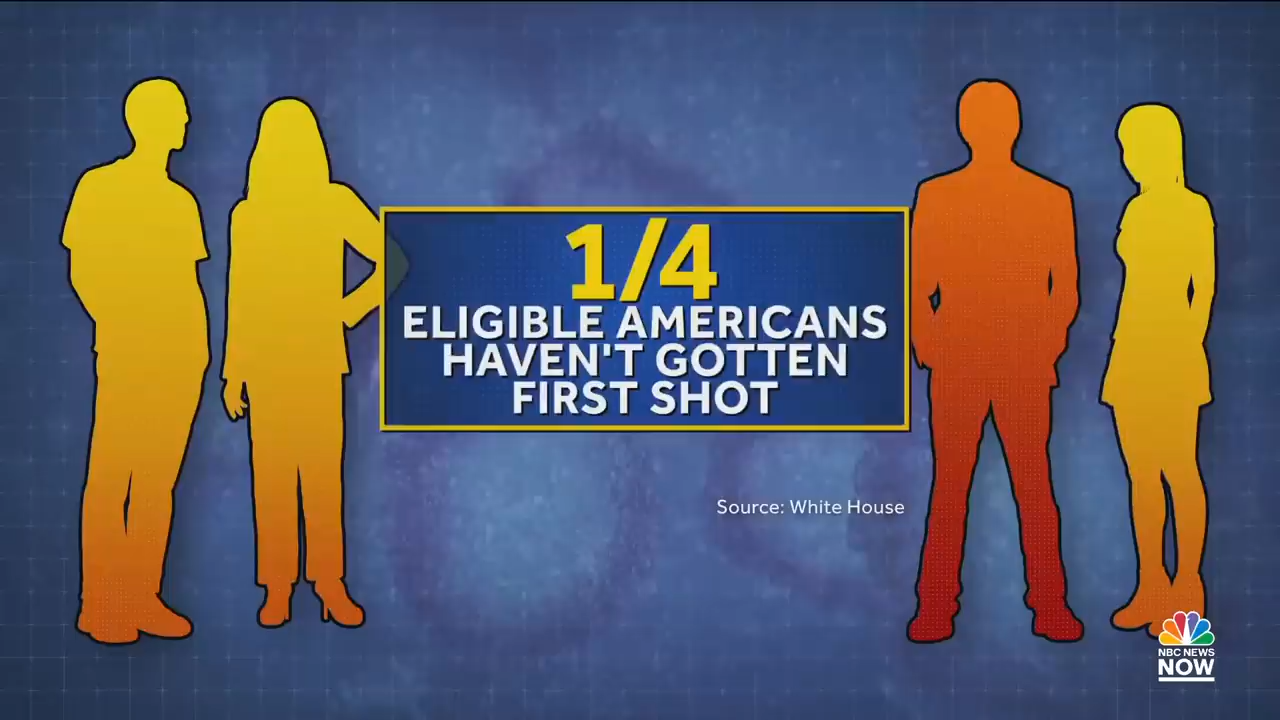 1/4
ELIGIBLE AMERICANS
HAVEN'T GOTTEN
FIRST SHOT
Source: White House
NBC NEWS
NOW